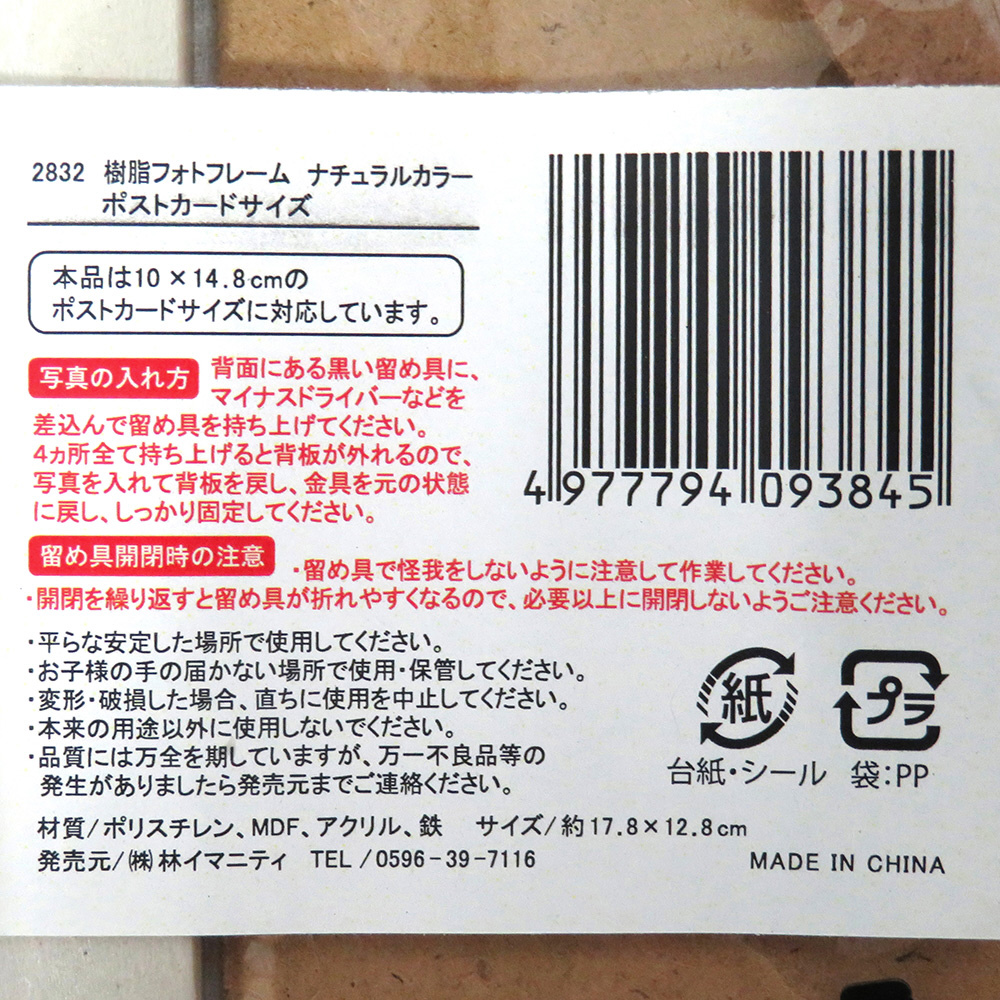 2832 樹脂フォトフレーム ナチュラルカラー
ポストカードサイズ
本品は10×14.8cmの
ポストカードサイズに対応しています。
写真の入れ方
背面にある黒い留め具に、
マイナスドライバーなどを
差込んで留め具を持ち上げてください。
4ヵ所全て持ち上げると背板が外れるので、
写真を入れて背板を戻し、金具を元の状態
に戻し、しっかり固定してください。
4 977794 093845
留め具開閉時の注意
・留め具で怪我をしないように注意して作業してください。
・開閉を繰り返すと留め具が折れやすくなるので、必要以上に開閉しないようご注意ください。
・平らな安定した場所で使用してください。
・お子様の手の届かない場所で使用・保管してください。
・変形・破損した場合、直ちに使用を中止してください。
・本来の用途以外に使用しないでください。
・品質には万全を期していますが、万一不良品等の
発生がありましたら発売元までご連絡ください。
紙
台紙・シール
プラ
袋:PP
材質/ポリスチレン、MDF、アクリル、鉄 サイズ/約17.8×12.8cm
発売元/㈱林イマニティ TEL/0596-39-7116
MADE IN CHINA